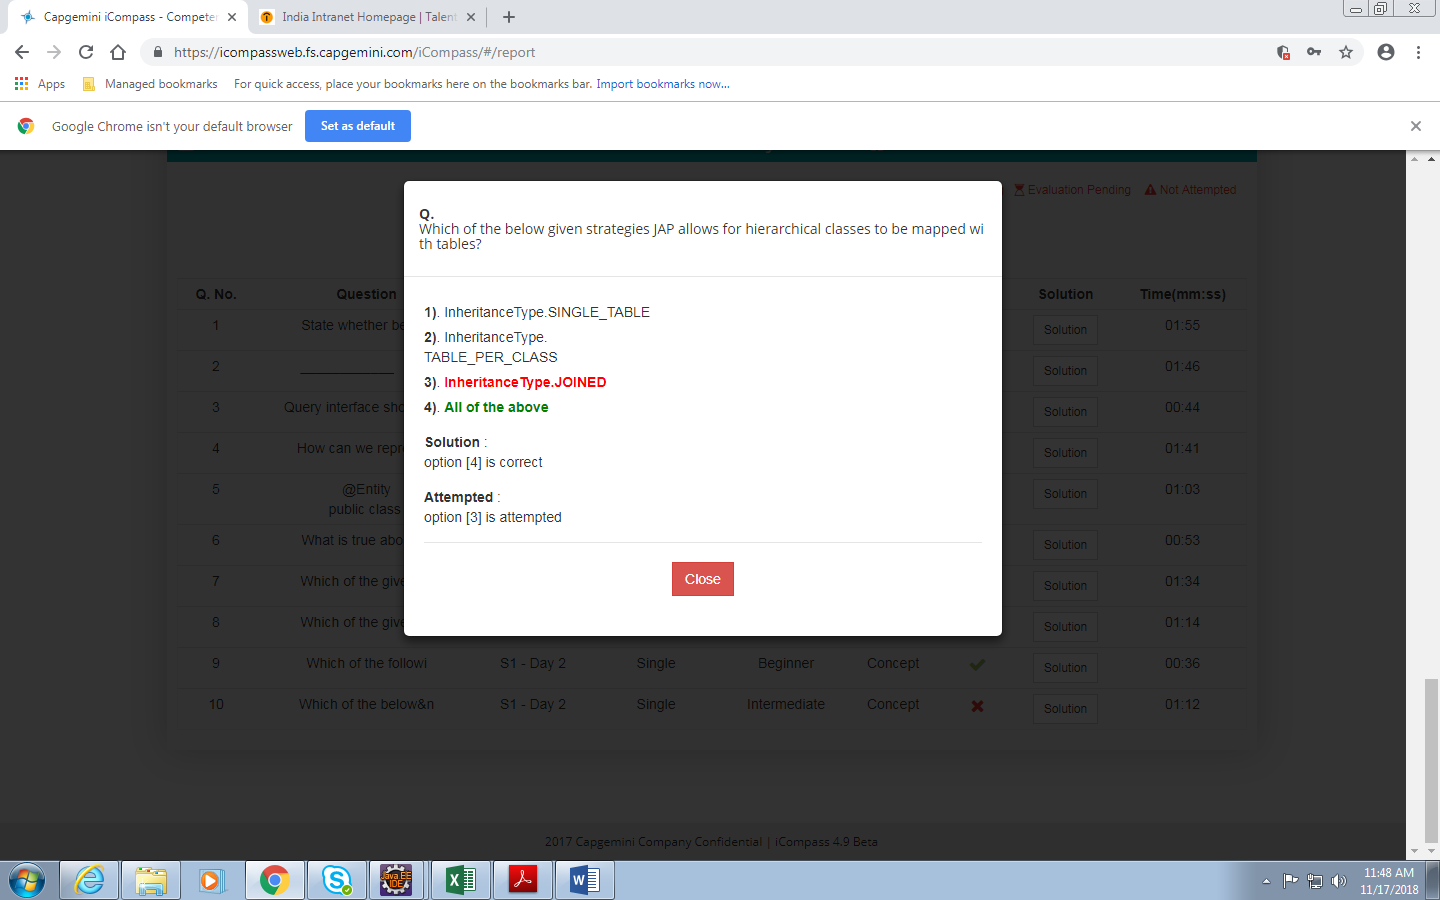 Capgemini iCompass - Competen
India Intranet Homepage | Talent
https://icompassweb.fs.capgemini.com/iCompass/#/report
Apps
Managed bookmarks
For quick access, place your bookmarks here on the bookmarks bar. Import bookmarks now...
Google Chrome isn't your default browser
Set as default
Evaluation Pending
Not Attempted
Q.
Which of the below given strategies JAP allows for hierarchical classes to be mapped wi
th tables?
1). InheritanceType.SINGLE_TABLE
2). InheritanceType.
TABLE_PER_CLASS
3). InheritanceType.JOINED
4). All of the above
Solution :
option [4] is correct
Attempted :
option [3] is attempted
Close
Q. No. Question Solution Time(mm:ss)
1 State whether be Solution 01:55
2 ____________ Solution 01:46
3 Query interface sho Solution 00:44
4 How can we repr Solution 01:41
5 @Entity Solution 01:03
public class
6 What is true abo Solution 00:53
7 Which of the give Solution 01:34
8 Which of the give Solution 01:14
9 Which of the followi S1 - Day 2 Single Beginner Concept Solution 00:36
10 Which of the below&n S1 - Day 2 Single Intermediate Concept Solution 01:12
2017 Capgemini Company Confidential | iCompass 4.9 Beta
Java EE
IDE
11:48 AM
11/17/2018